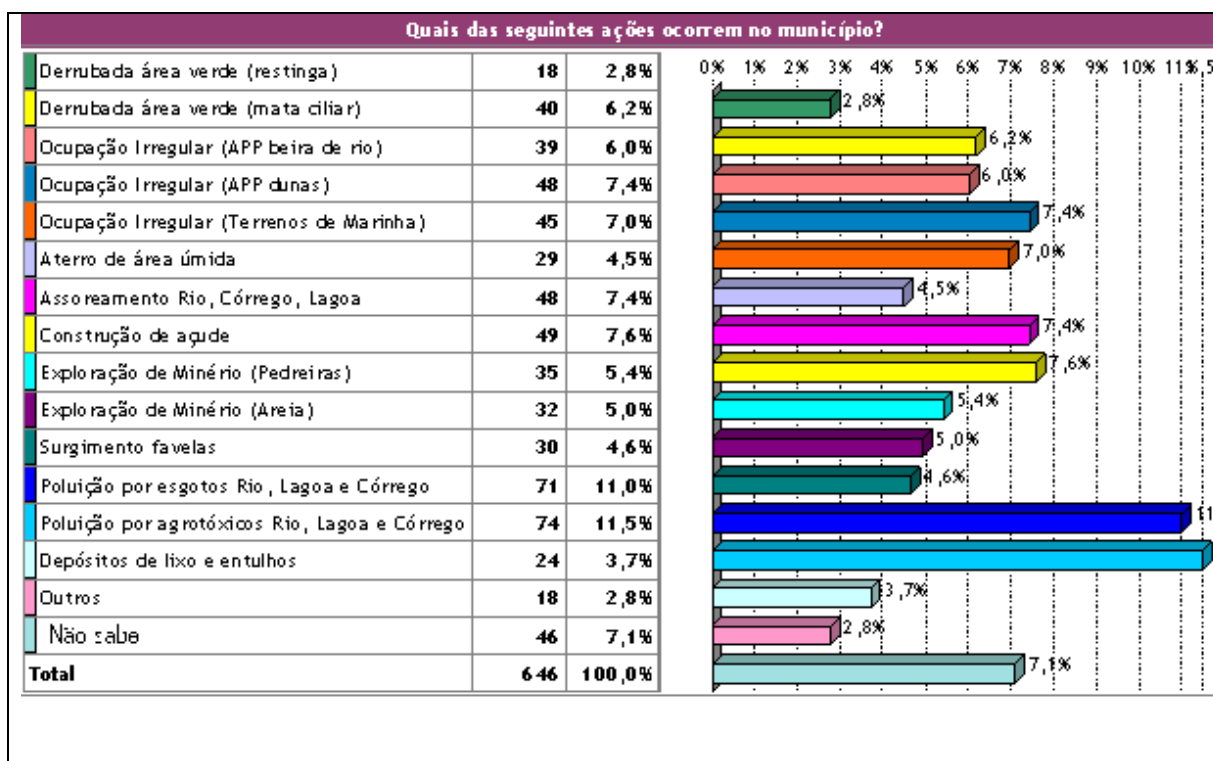 Quais das seguintes ações ocorrem no município?
0% 1% 2% 3% 4% 5% 6% 7% 8% 9% 10% 11% 11,5
Derrubada área verde (restinga) 18 2,8% 2,8%
Derrubada área verde (mata ciliar) 40 6,2% 6,2%
Ocupação Irregular (APP beira de rio) 39 6,0% 6,0%
Ocupação Irregular (APP dunas) 48 7,4% 7,4%
Ocupação Irregular (Terrenos de Marinha) 45 7,0% 7,0%
Aterro de área úmida 29 4,5% 4,5%
Assoreamento Rio, Córrego, Lagoa 48 7,4% 7,4%
Construção de açude 49 7,6% 7,6%
Exploração de Minério (Pedreiras) 35 5,4% 5,4%
Exploração de Minério (Areia) 32 5,0% 5,0%
Surgimento favelas 30 4,6% 4,6%
Poluição por esgotos Rio, Lagoa e Córrego 71 11,0% 11
Poluição por agrotóxicos Rio, Lagoa e Córrego 74 11,5%
Depósitos de lixo e entulhos 24 3,7% 3,7%
Outros 18 2,8% 2,8%
Não sabe 46 7,1% 7,1%
Total 646 100,0%